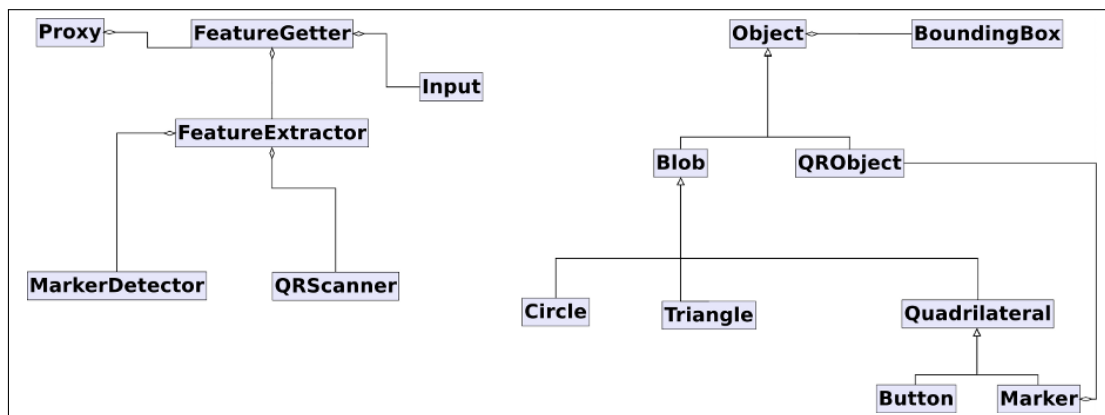 Proxy
FeatureGetter
Input
FeatureExtractor
MarkerDetector
QRScanner
Object
BoundingBox
Blob
QRObject
Circle
Triangle
Quadrilateral
Button
Marker